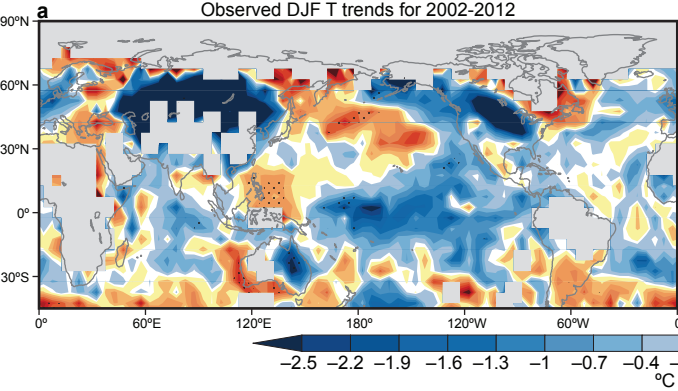 a Observed DJF T trends for 2002-2012
90°N
60°N
30°N
0°
30°S
0° 60°E 120°E 180° 120°W 60°W 0
–2.5 –2.2 –1.9 –1.6 –1.3 –1 –0.7 –0.4 –
°C